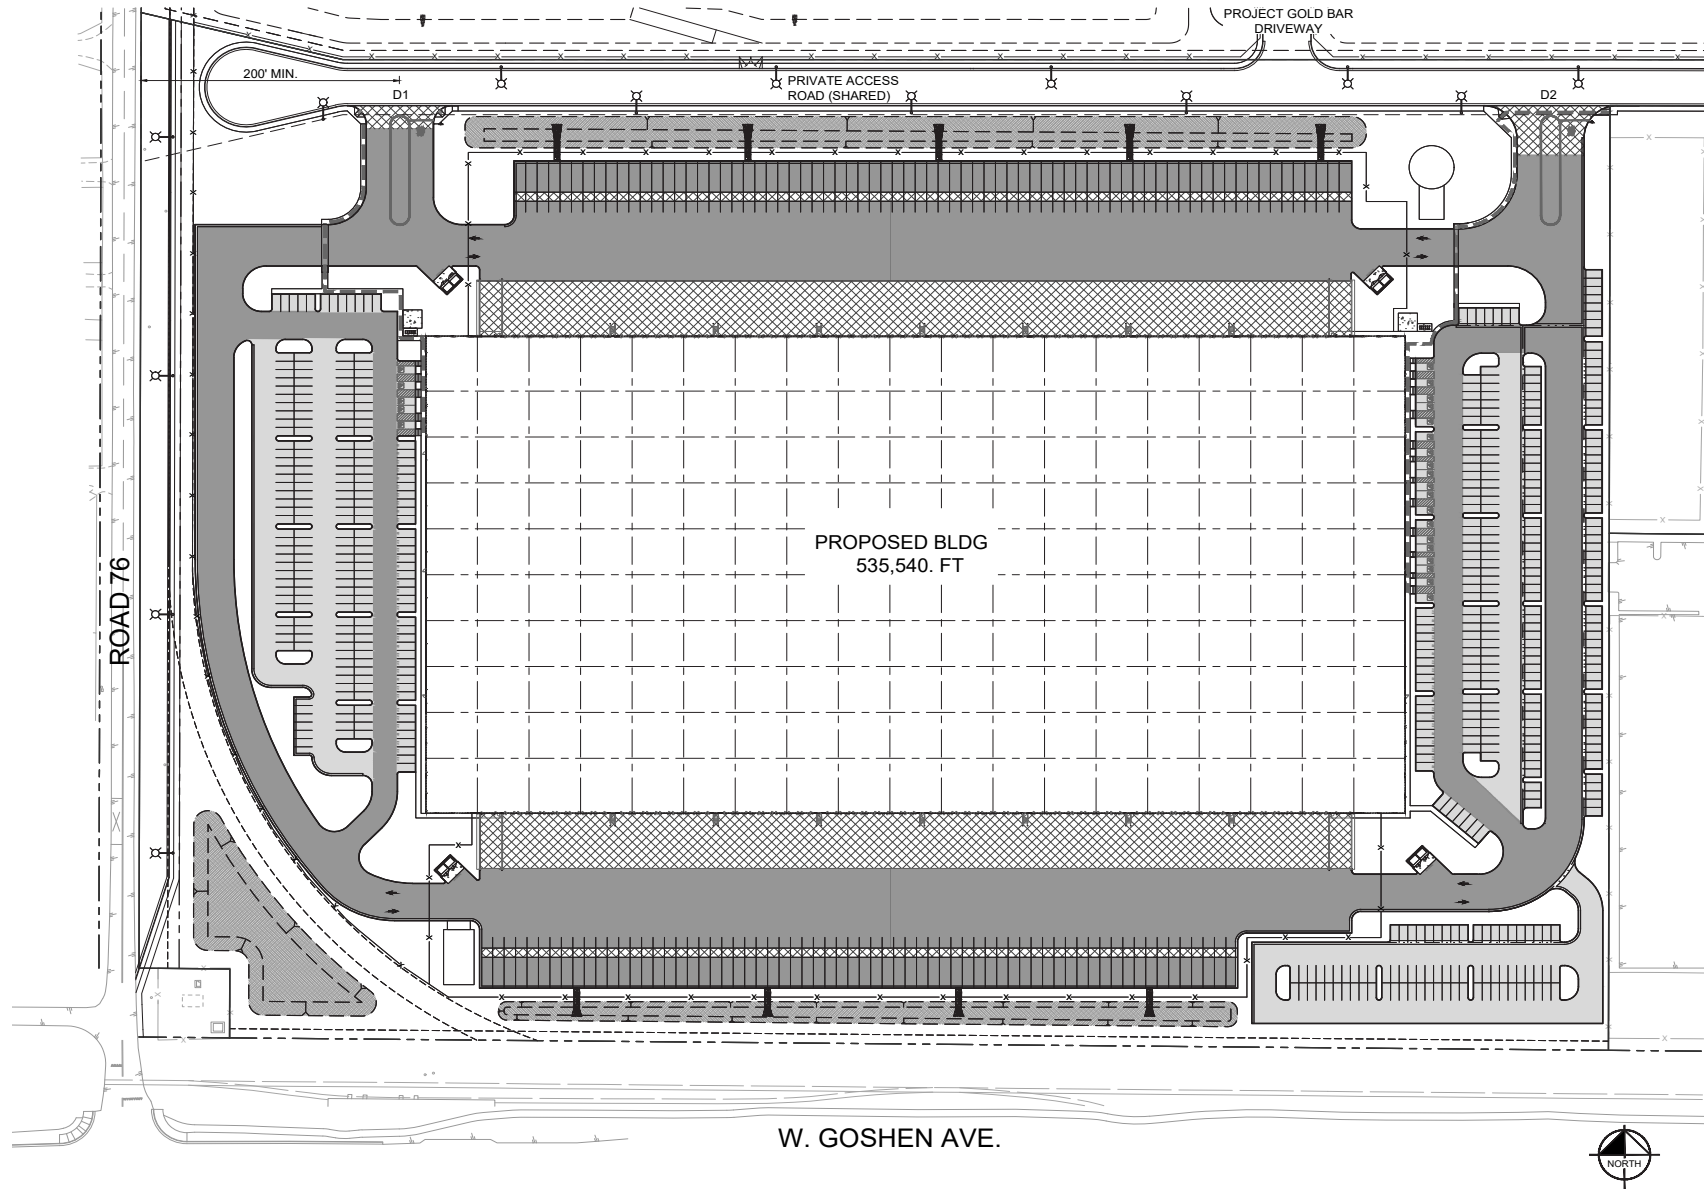 PROJECT GOLD BAR
DRIVEWAY
200' MIN.
PRIVATE ACCESS
ROAD (SHARED)
D1
D2
PROPOSED BLDG
535,540. FT
ROAD 76
W. GOSHEN AVE.
NORTH